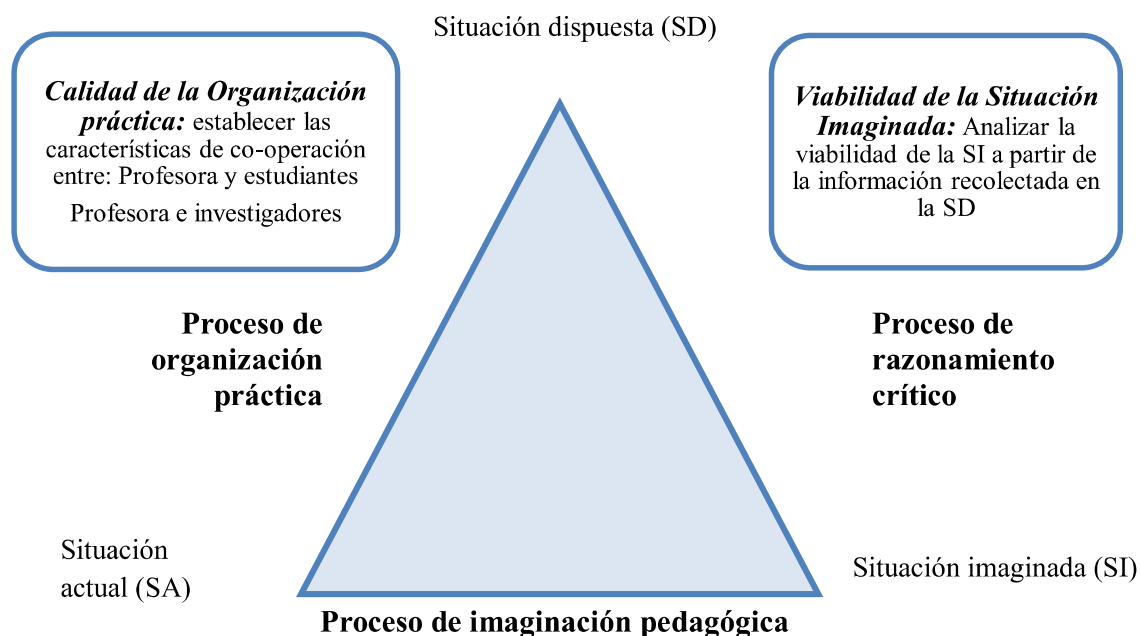 Situación dispuesta (SD)
Calidad de la Organización
práctica: establecer las
características de co-operación
entre: Profesora y estudiantes
Profesora e investigadores
Viabilidad de la Situación
Imaginada: Analizar la
viabilidad de la SI a partir de
la información recolectada en
la SD
Proceso de
organización
práctica
Proceso de
razonamiento
crítico
Situación
actual (SA)
Situación imaginada (SI)
Proceso de imaginación pedagógica